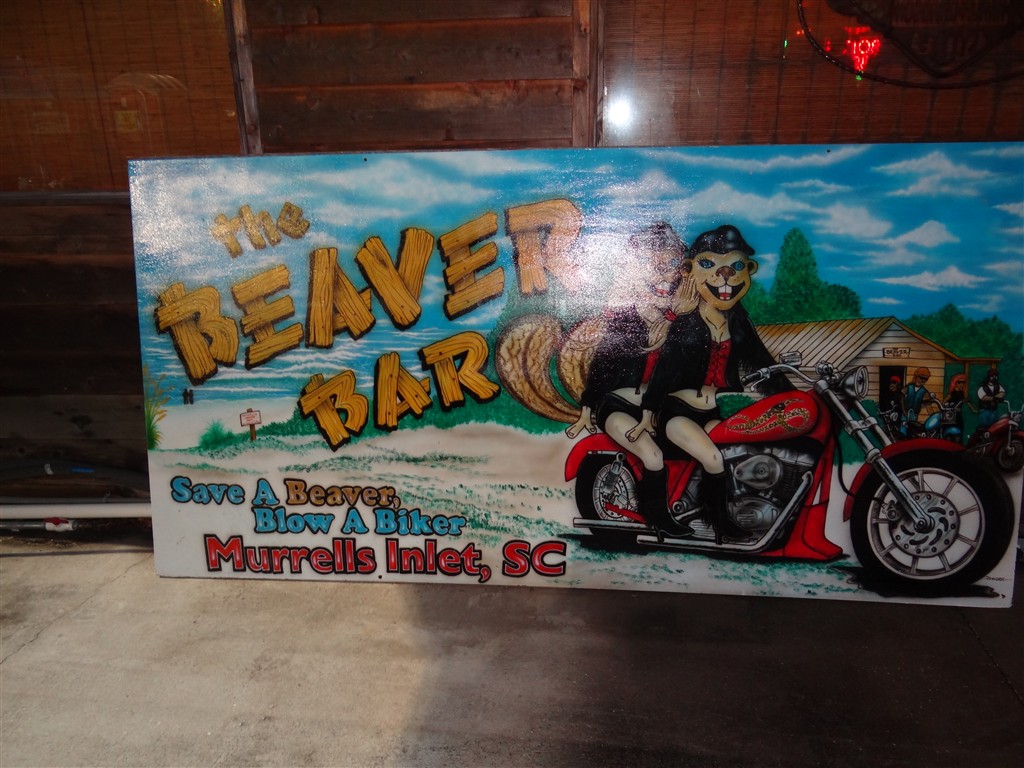 the
BEAVER
BAR
Save A Beaver,
Blow A Biker
Murrells Inlet, SC